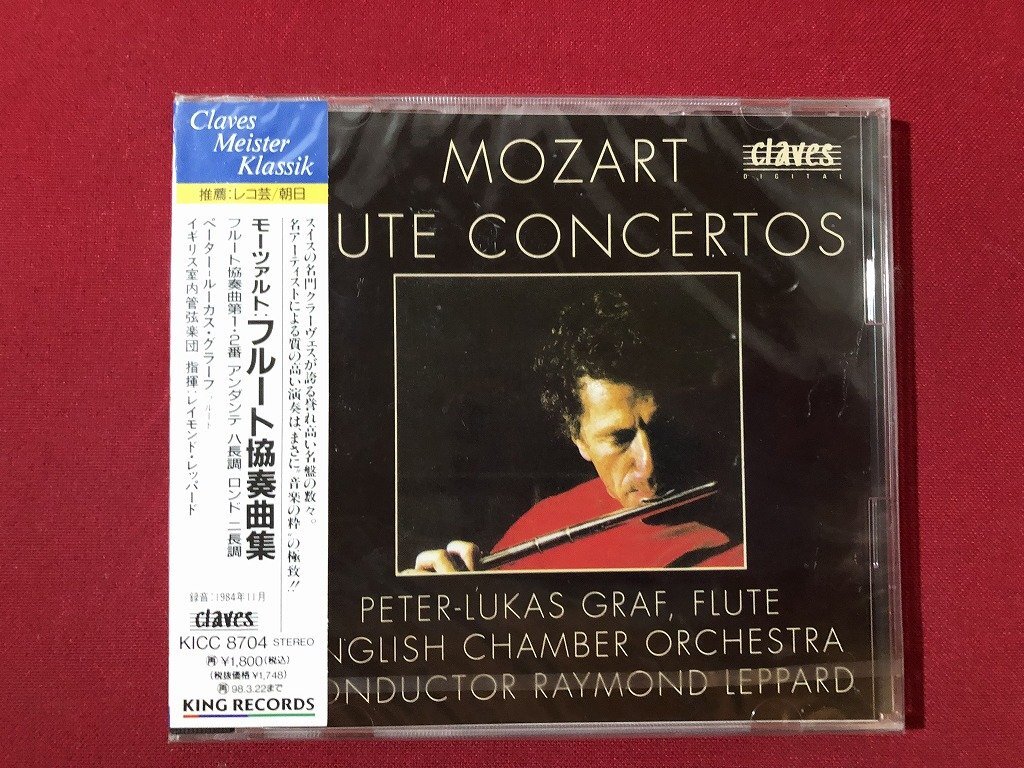 Claves
Meister
Klassik
推薦:レコ芸/朝日
スイスの名門クラーヴェスが誇る誉れ高い名盤の数々。
名アーティストによる質の高い演奏は、まさに“音楽の粋”の極致!!
モーツァルト:フルート協奏曲集
フルート協奏曲第1・2番 アンダンテ ハ長調 ロンド ニ長調
ペーター=ルーカス・グラーフ フルート
イギリス室内管弦楽団 指揮:レイモンド・レッパード
録音:1984年11月
claves
KICC 8704 STEREO
再 ¥1,800(税込)
(税抜価格¥1,748)
再 98.3.22まで
KING RECORDS
MOZART
claves
DIGITAL
UTE CONCERTOS
PETER-LUKAS GRAF, FLUTE
NGLISH CHAMBER ORCHESTRA
ONDUCTOR RAYMOND LEPPARD